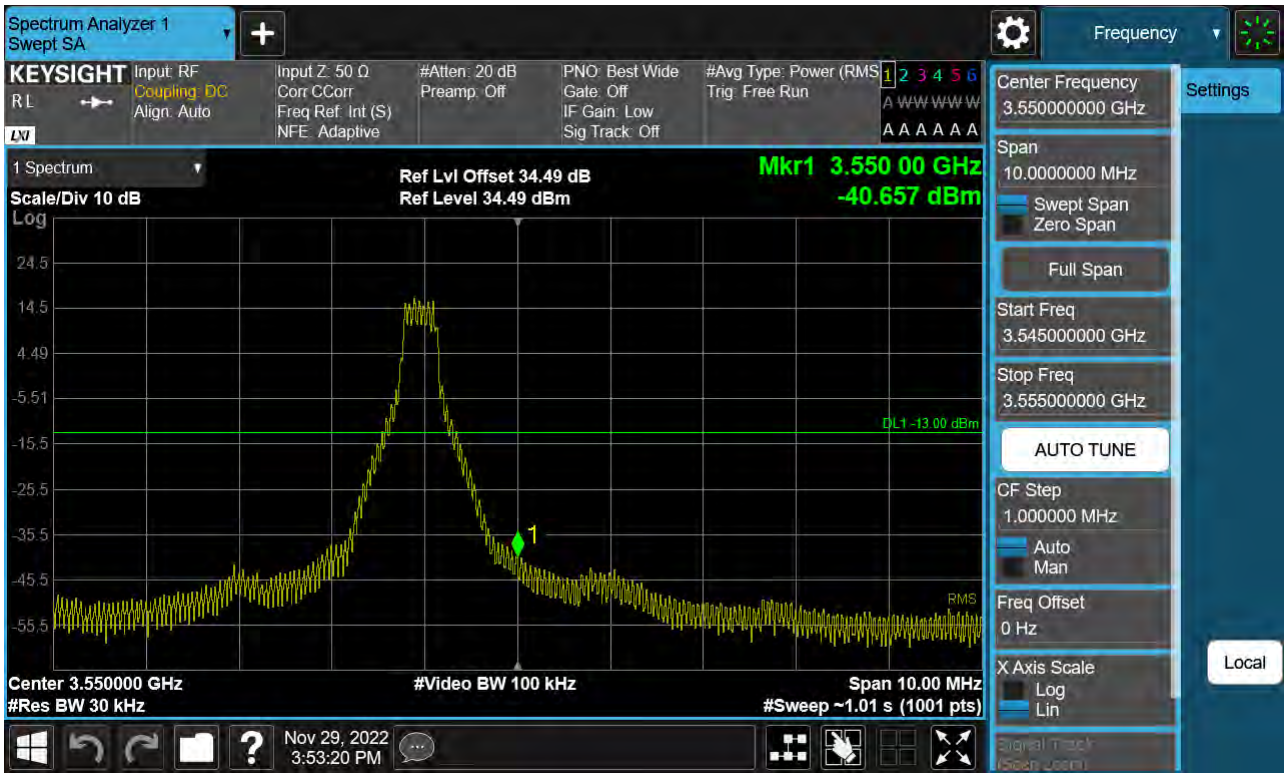 Spectrum Analyzer 1
Swept SA
+
Frequency
KEYSIGHT
RL
LXI
Input: RF
Coupling: DC
Align: Auto
Input Z: 50 Ω
Corr CCorr
Freq Ref: Int (S)
NFE: Adaptive
#Atten: 20 dB
Preamp: Off
PNO: Best Wide
Gate: Off
IF Gain: Low
Sig Track: Off
#Avg Type: Power (RMS
Trig: Free Run
1 2 3 4 5 6
A W W W W W
A A A A A A
1 Spectrum
Scale/Div 10 dB
Log
Ref Lvl Offset 34.49 dB
Ref Level 34.49 dBm
Mkr1 3.550 00 GHz
-40.657 dBm
24.5
14.5
4.49
-5.51
DL1 -13.00 dBm
-15.5
-25.5
-35.5
1
-45.5
RMS
-55.5
Center 3.550000 GHz
#Video BW 100 kHz
Span 10.00 MHz
#Res BW 30 kHz
#Sweep ~1.01 s (1001 pts)
Center Frequency
3.550000000 GHz
Span
10.0000000 MHz
Swept Span
Zero Span
Full Span
Start Freq
3.545000000 GHz
Stop Freq
3.555000000 GHz
AUTO TUNE
CF Step
1.000000 MHz
Auto
Man
Freq Offset
0 Hz
X Axis Scale
Log
Lin
Signal Track
(Span Zoom)
Settings
Local
?
Nov 29, 2022
3:53:20 PM